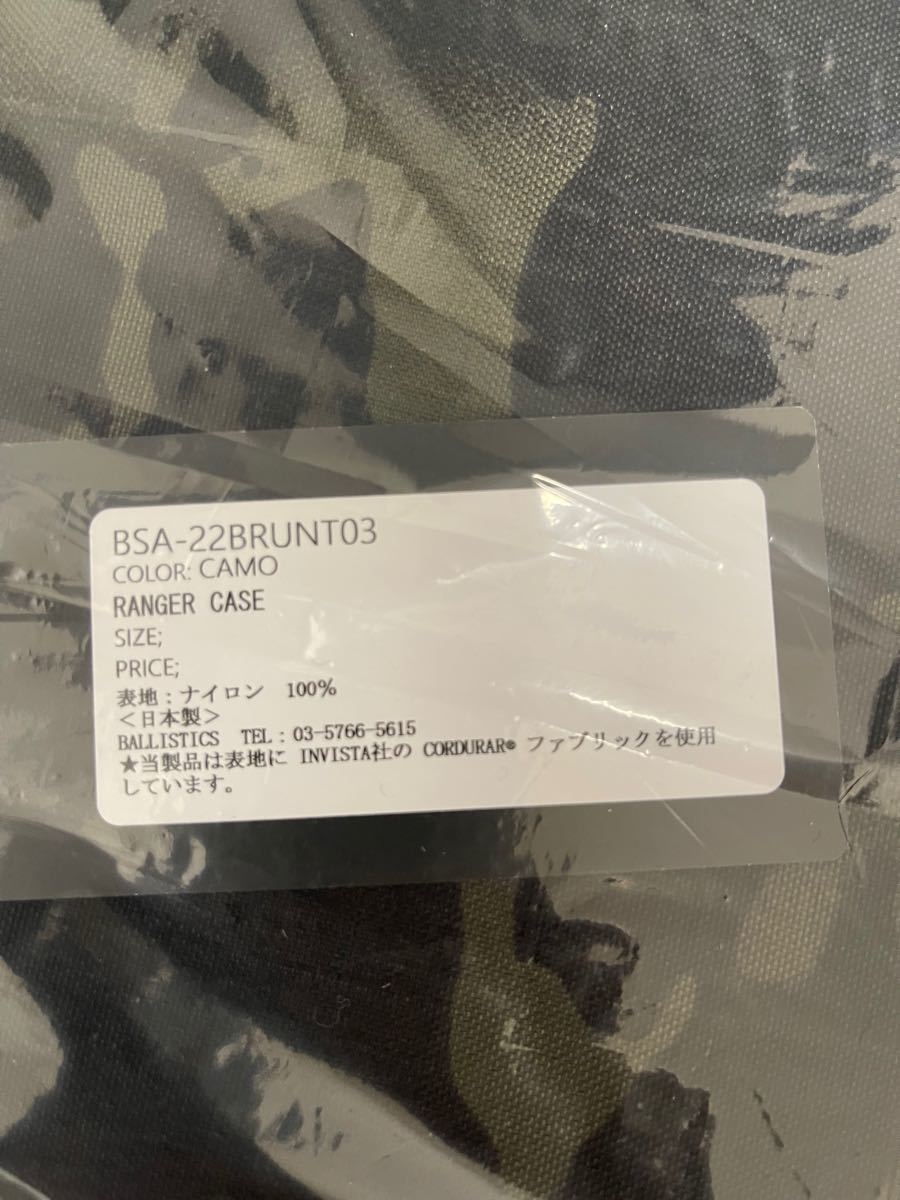 BSA-22BRUNT03
COLOR: CAMO
RANGER CASE
SIZE;
PRICE;
表地：ナイロン 100%
＜日本製＞
BALLISTICS TEL：03-5766-5615
★当製品は表地に INVISTA社の CORDURAR® ファブリックを使用
しています。